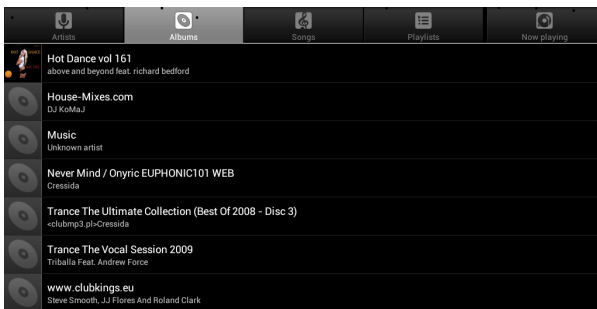 Artists
Albums
Songs
Playlists
Now playing
HOT DANCE
Hot Dance vol 161
above and beyond feat. richard bedford
House-Mixes.com
DJ KoMaJ
Music
Unknown artist
Never Mind / Onyric EUPHONIC101 WEB
Cressida
Trance The Ultimate Collection (Best Of 2008 - Disc 3)
<clubmp3.pl>Cressida
Trance The Vocal Session 2009
Triballa Feat. Andrew Force
www.clubkings.eu
Steve Smooth, JJ Flores And Roland Clark